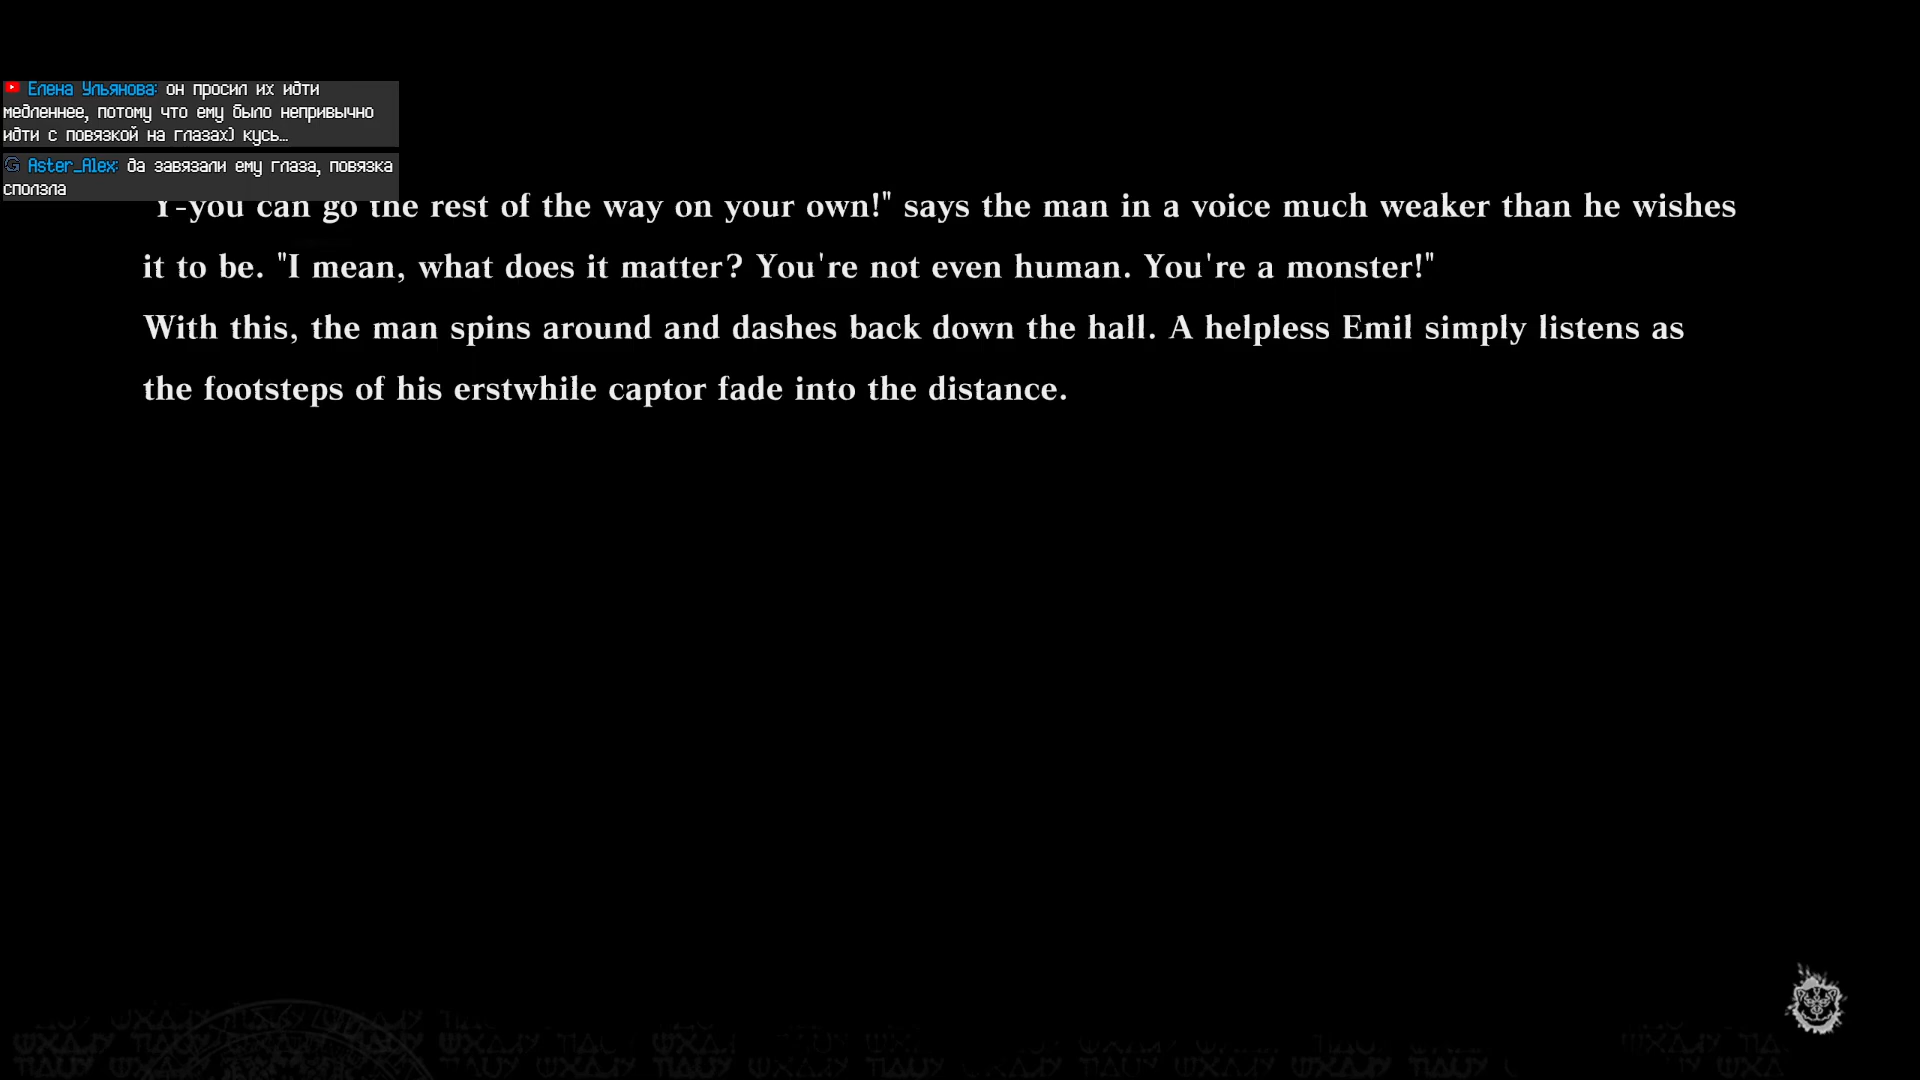 Елена Ульянова: он просил их идти
медленнее, потому что ему было непривычно
идти с повязкой на глазах) кусь...
Aster_Alex: да завязали ему глаза, повязка
сползла
Y-you can go the rest of the way on your own!" says the man in a voice much weaker than he wishes
it to be. "I mean, what does it matter? You're not even human. You're a monster!"
With this, the man spins around and dashes back down the hall. A helpless Emil simply listens as
the footsteps of his erstwhile captor fade into the distance.